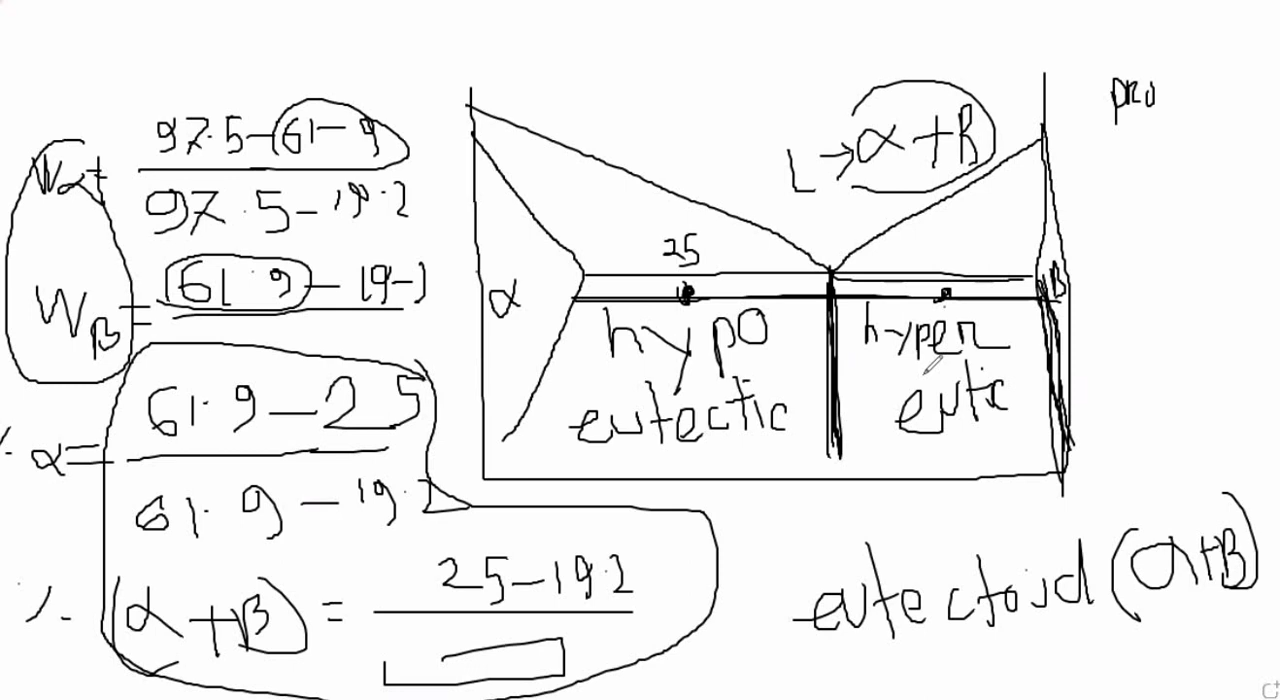 Wα = 97.5-(61-9
97.5-19.2
Wβ = (61 9)-19-)
% α = 61.9-25
61.9-19.2
% (α+β) = 25-19.2
L→α+β
pro
25
α
β
hypo
eutectic
hyper
eutc
eutectoid (α+β)